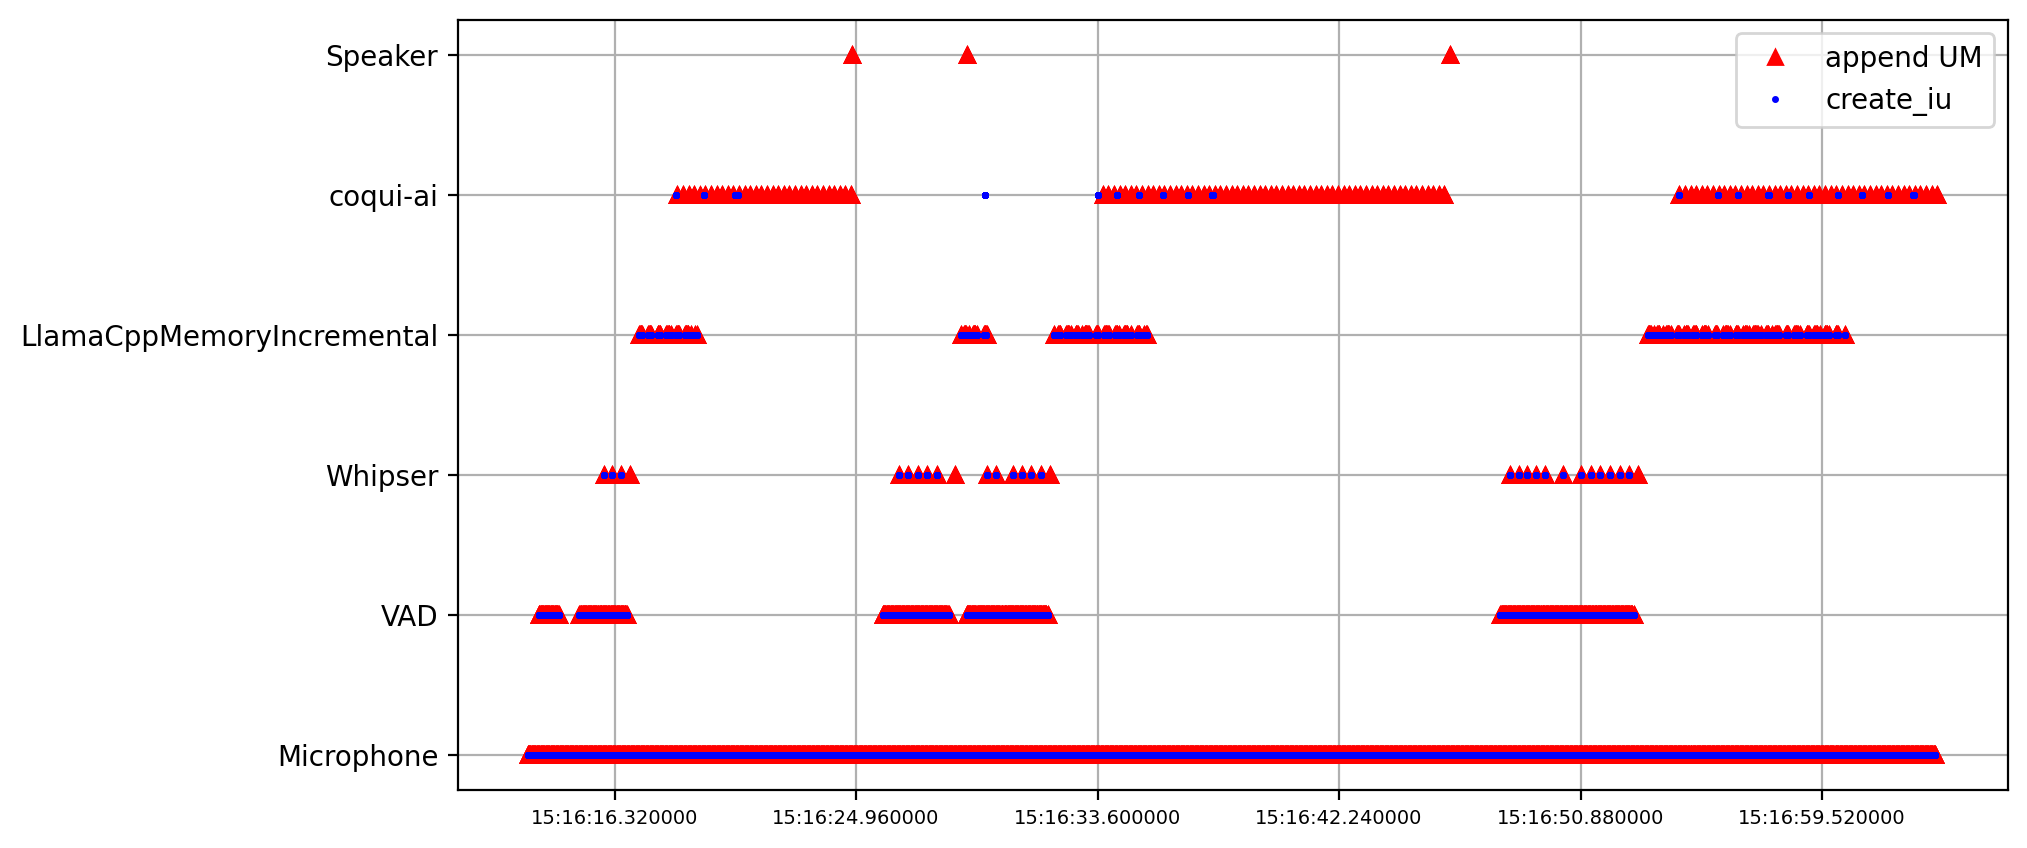 Speaker
coqui-ai
LlamaCppMemoryIncremental
Whipser
VAD
Microphone
append UM
create_iu
15:16:16.320000
15:16:24.960000
15:16:33.600000
15:16:42.240000
15:16:50.880000
15:16:59.520000